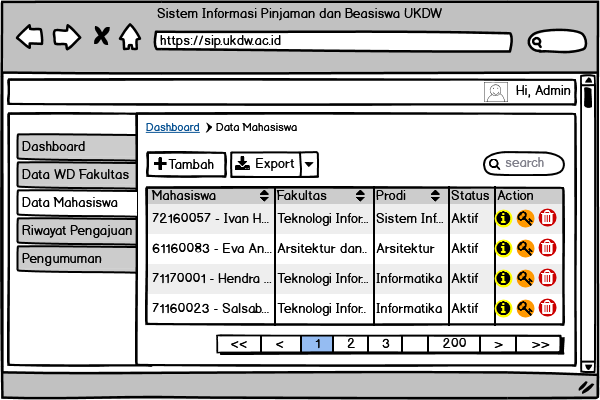 Sistem Informasi Pinjaman dan Beasiswa UKDW
https://sip.ukdw.ac.id
Hi, Admin
Dashboard
Data WD Fakultas
Data Mahasiswa
Riwayat Pengajuan
Pengumuman
Dashboard Data Mahasiswa
Tambah Export search
Mahasiswa Fakultas Prodi Status Action
72160057 - Ivan H... Teknologi Infor... Sistem Inf... Aktif
61160083 - Eva An... Arsitektur dan... Arsitektur Aktif
71170001 - Hendra ... Teknologi Infor... Informatika Aktif
71160023 - Salsab... Teknologi Infor... Informatika Aktif
<< < 1 2 3 200 > >>